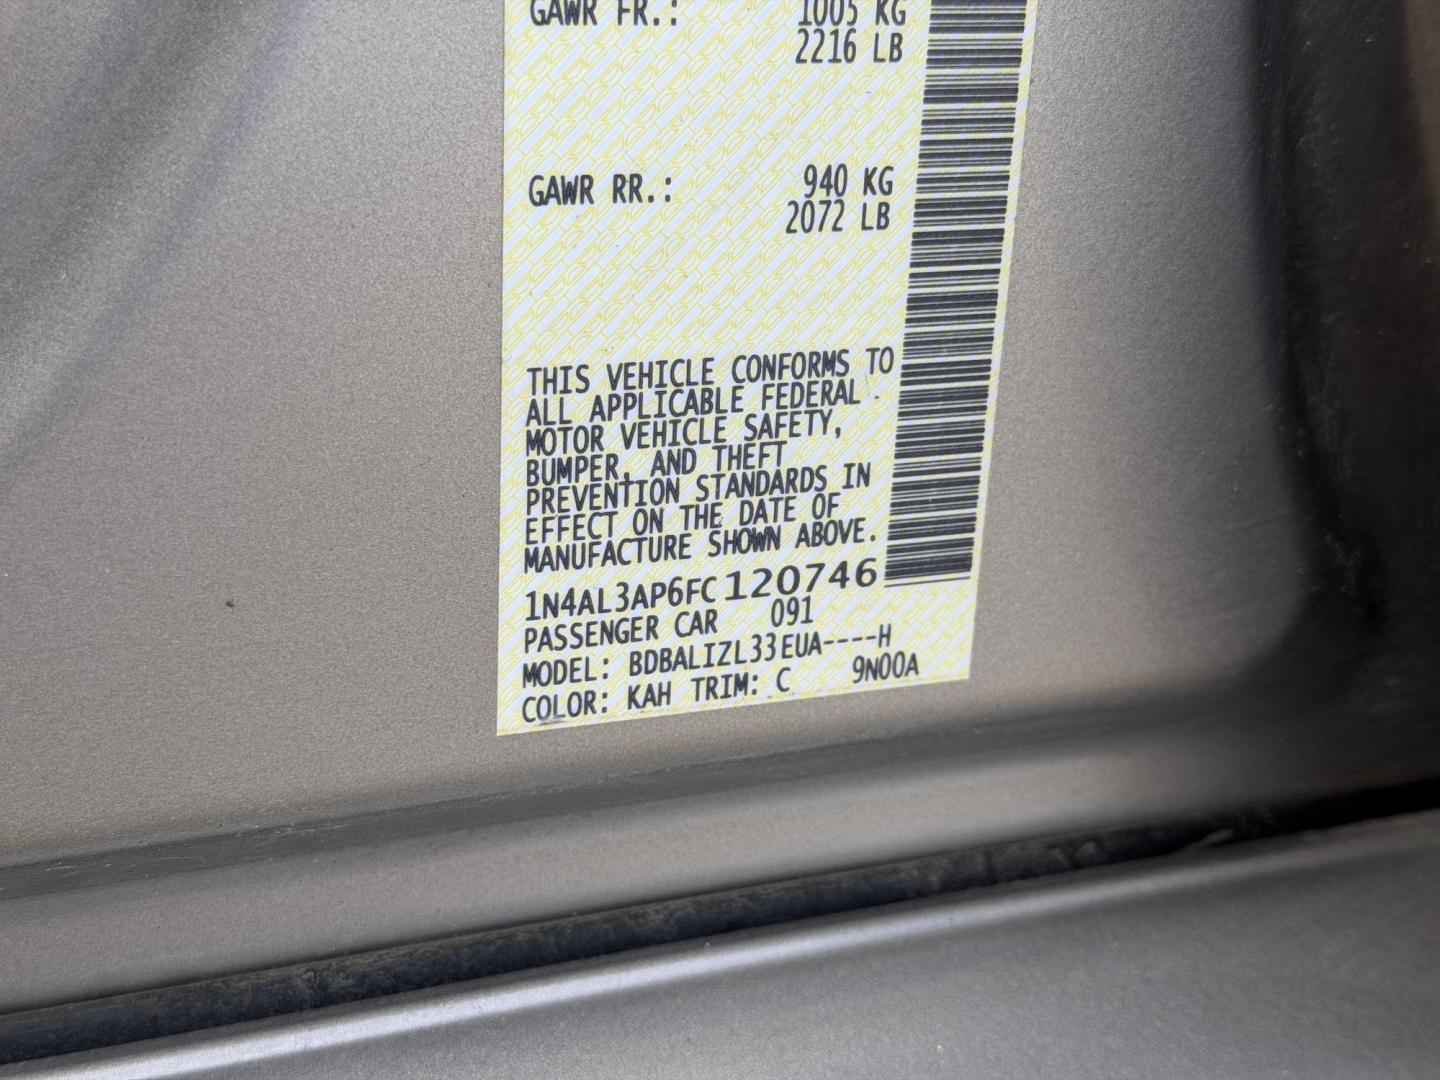 GAWR FR.: 1005 KG
2216 LB
GAWR RR.: 940 KG
2072 LB
THIS VEHICLE CONFORMS TO
ALL APPLICABLE FEDERAL
MOTOR VEHICLE SAFETY,
BUMPER, AND THEFT
PREVENTION STANDARDS IN
EFFECT ON THE DATE OF
MANUFACTURE SHOWN ABOVE.
1N4AL3AP6FC120746
PASSENGER CAR 091
MODEL: BDBALIZL33EUA----H
COLOR: KAH TRIM: C 9N00A